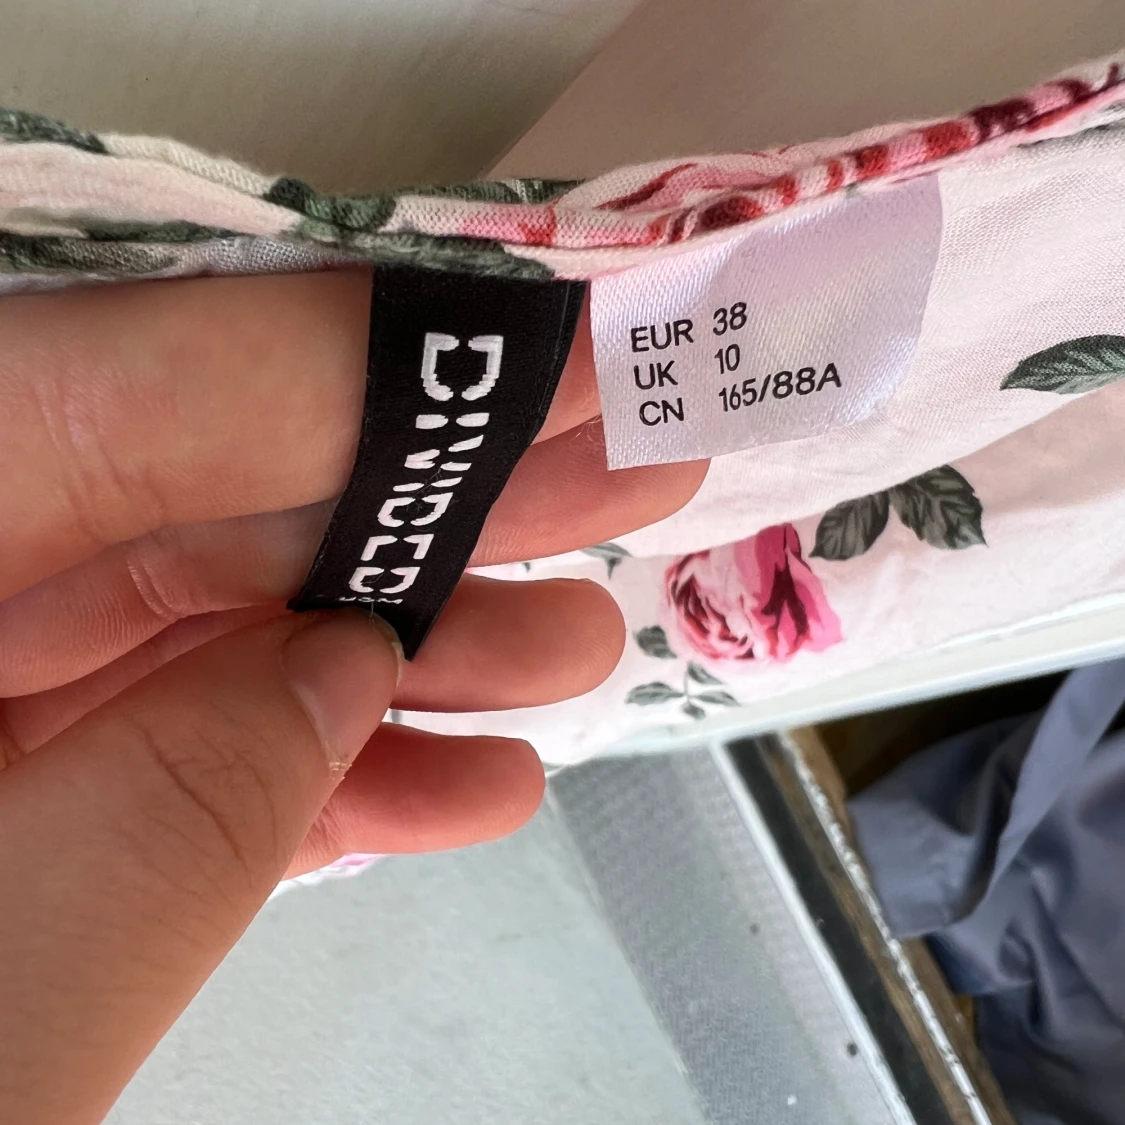 DIVIDED
H&M
EUR 38
UK 10
CN 165/88A